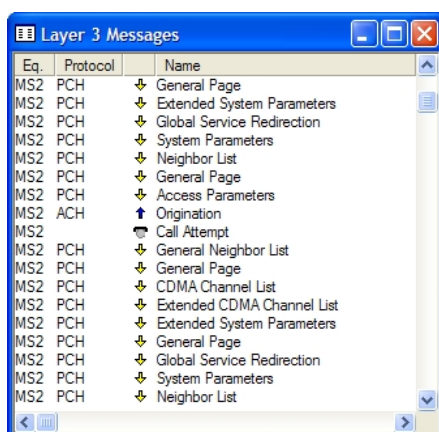 Layer 3 Messages
Eq. Protocol Name
MS2 PCH General Page
MS2 PCH Extended System Parameters
MS2 PCH Global Service Redirection
MS2 PCH System Parameters
MS2 PCH Neighbor List
MS2 PCH General Page
MS2 PCH Access Parameters
MS2 ACH Origination
MS2 Call Attempt
MS2 PCH General Neighbor List
MS2 PCH General Page
MS2 PCH CDMA Channel List
MS2 PCH Extended CDMA Channel List
MS2 PCH Extended System Parameters
MS2 PCH General Page
MS2 PCH Global Service Redirection
MS2 PCH System Parameters
MS2 PCH Neighbor List